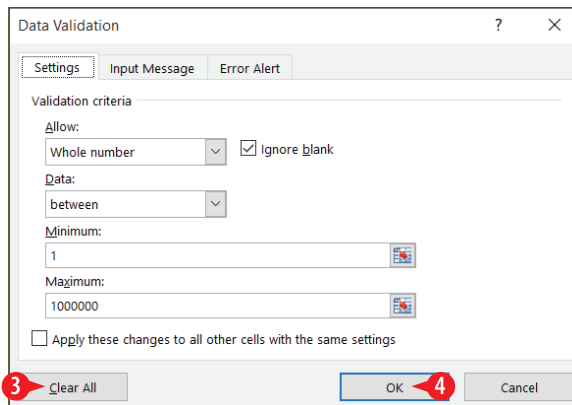 Data Validation ? ×
Settings Input Message Error Alert
Validation criteria
Allow:
Whole number Ignore blank
Data:
between
Minimum:
1
Maximum:
1000000
Apply these changes to all other cells with the same settings
3 Clear All OK 4 Cancel